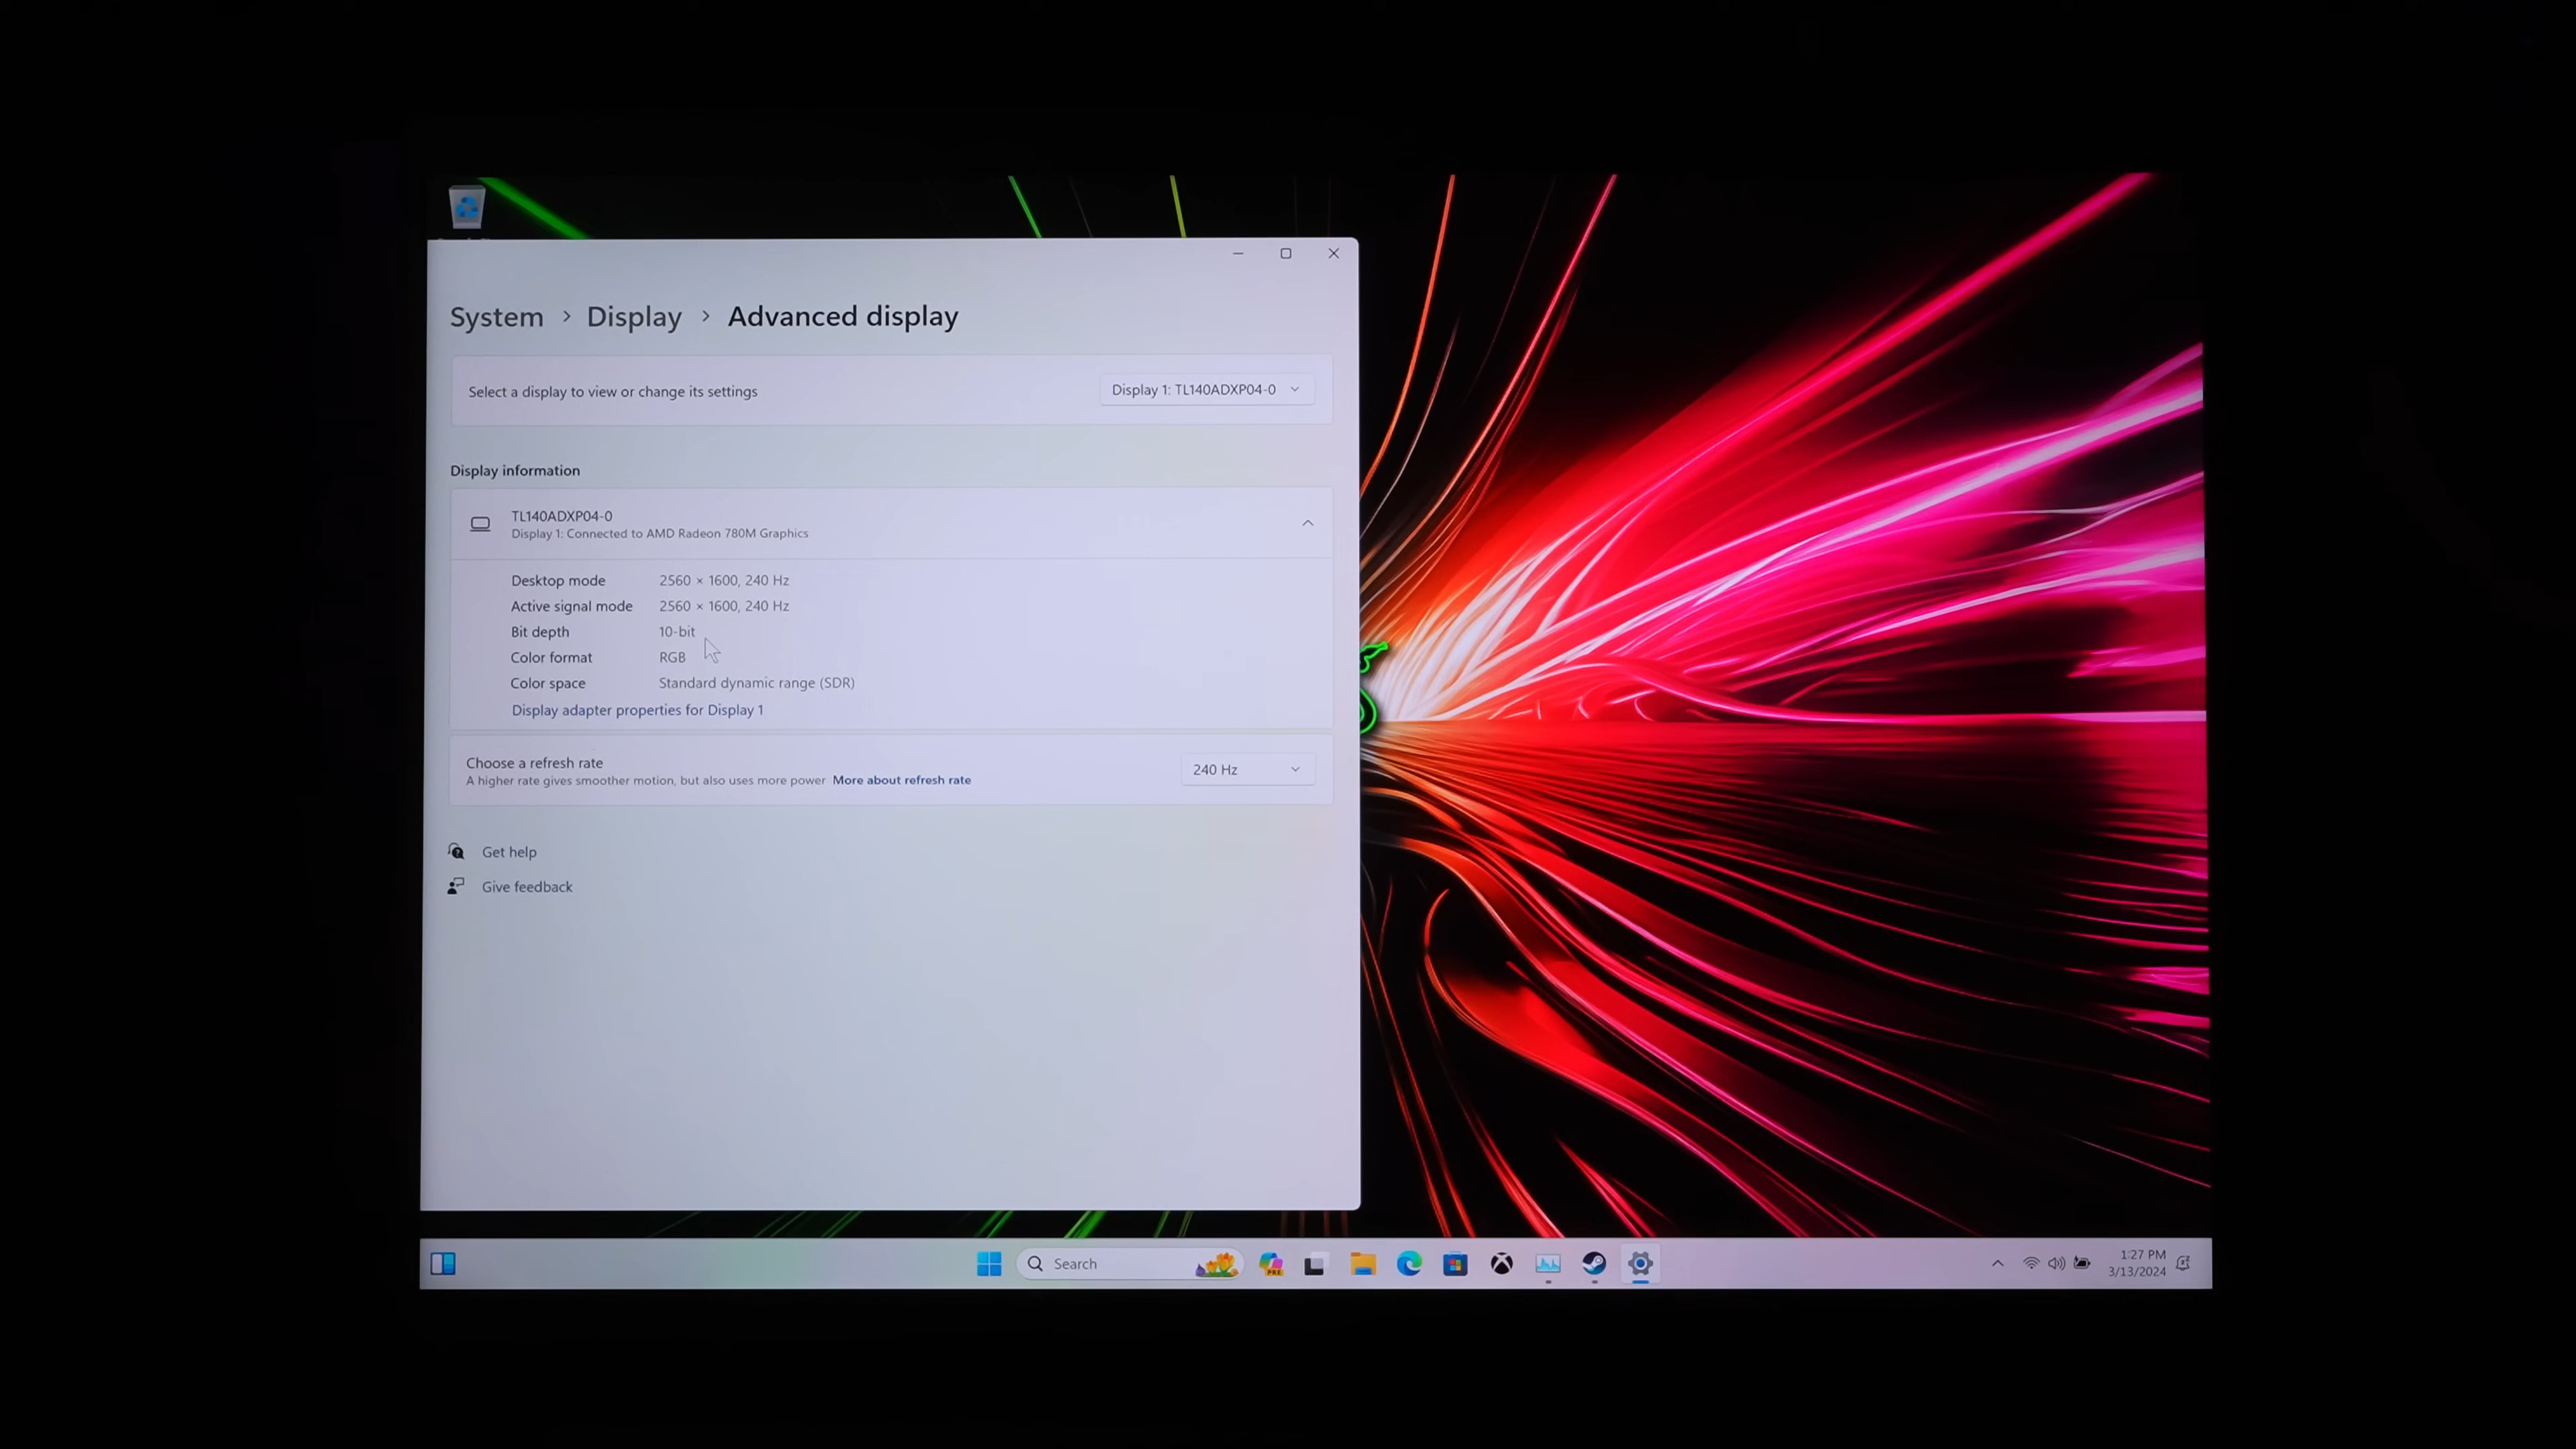 System > Display > Advanced display
Select a display to view or change its settings
Display 1: TL140ADXP04-0
Display information
TL140ADXP04-0
Display 1: Connected to AMD Radeon 780M Graphics
Desktop mode 2560 × 1600, 240 Hz
Active signal mode 2560 × 1600, 240 Hz
Bit depth 10-bit
Color format RGB
Color space Standard dynamic range (SDR)
Display adapter properties for Display 1
Choose a refresh rate
A higher rate gives smoother motion, but also uses more power More about refresh rate
240 Hz
Get help
Give feedback
Search
PRE
1:27 PM
3/13/2024